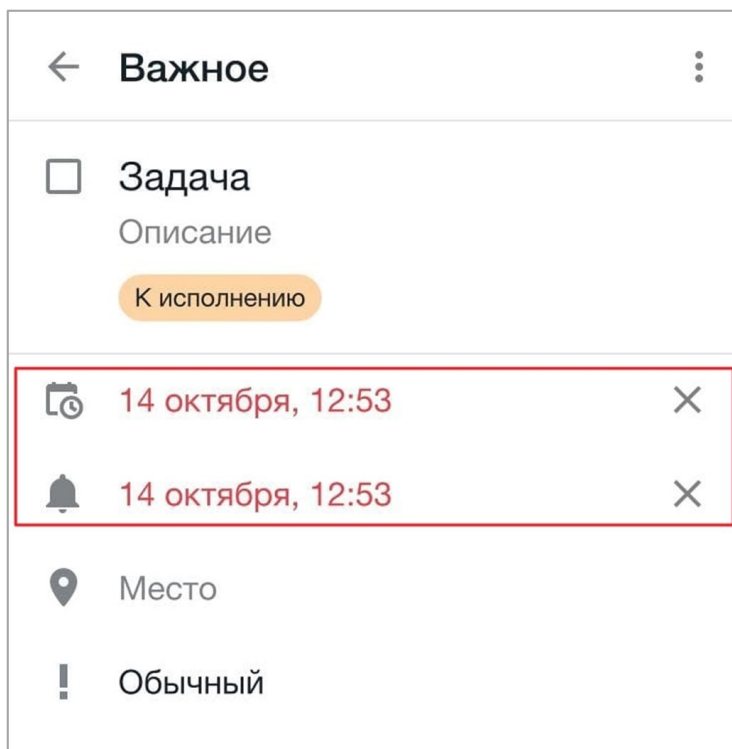 Важное
Задача
Описание
К исполнению
14 октября, 12:53
14 октября, 12:53
Место
Обычный